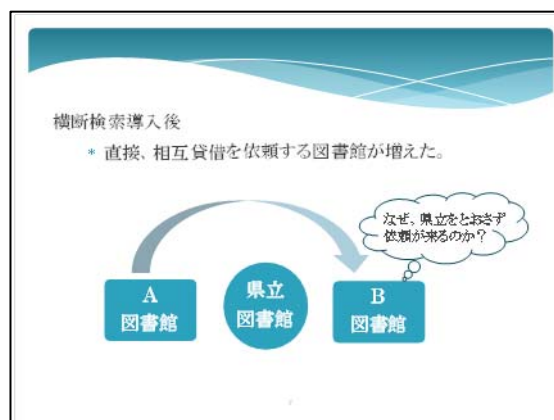 横断検索導入後
* 直接、相互貸借を依頼する図書館が増えた。
なぜ、県立をとおさず
依頼が来るのか?
A
図書館
県立
図書館
B
図書館